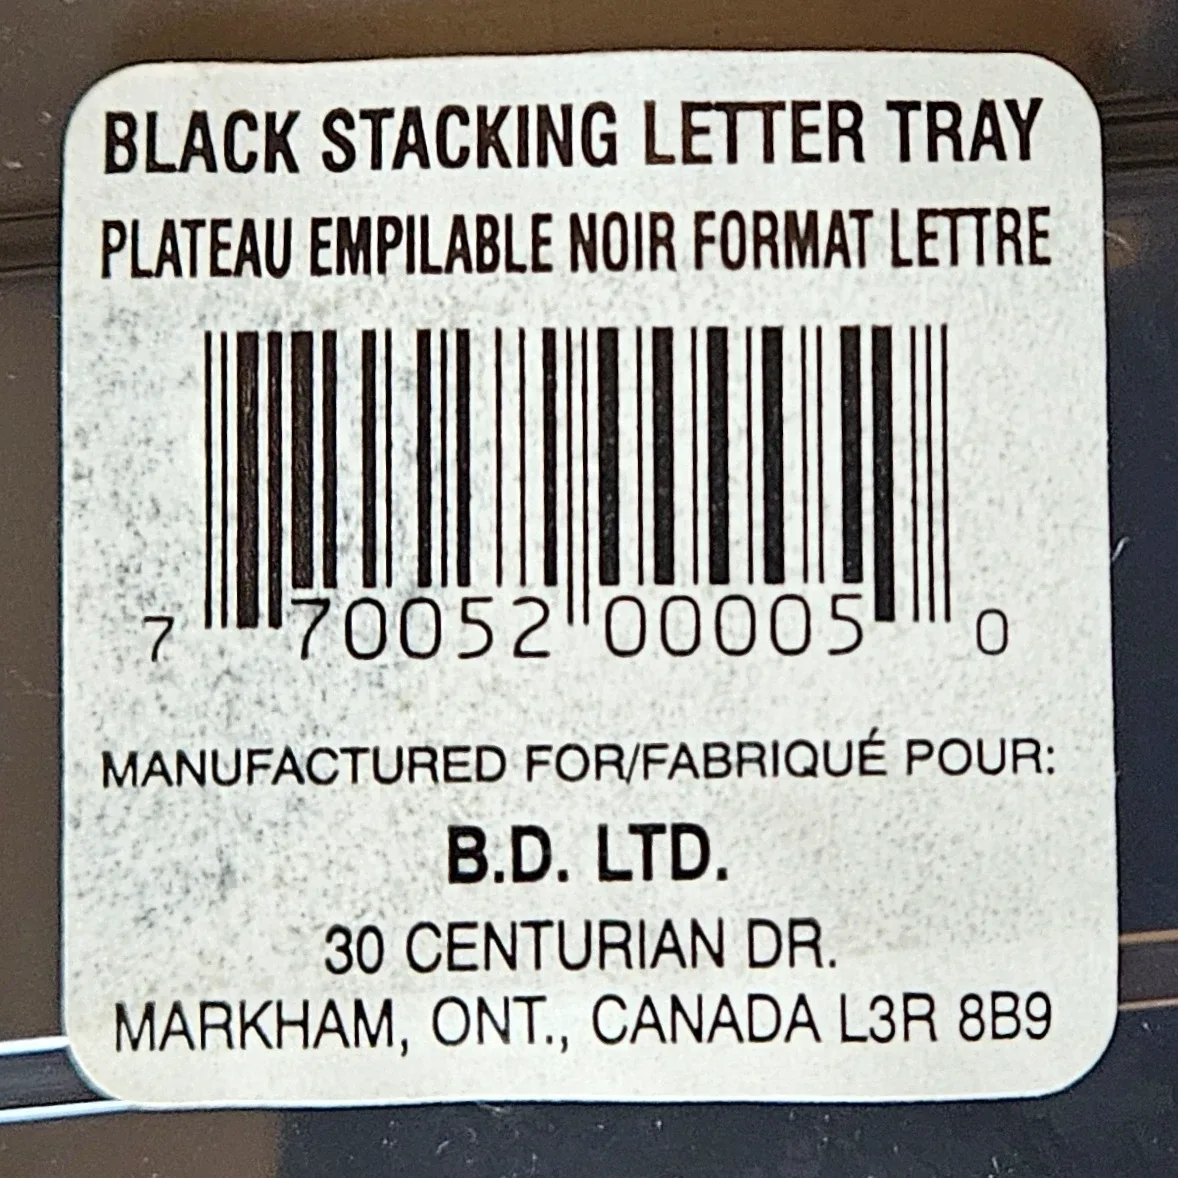 BLACK STACKING LETTER TRAY
PLATEAU EMPILABLE NOIR FORMAT LETTRE
7 70052 00005 0
MANUFACTURED FOR/FABRIQUÉ POUR:
B.D. LTD.
30 CENTURIAN DR.
MARKHAM, ONT., CANADA L3R 8B9